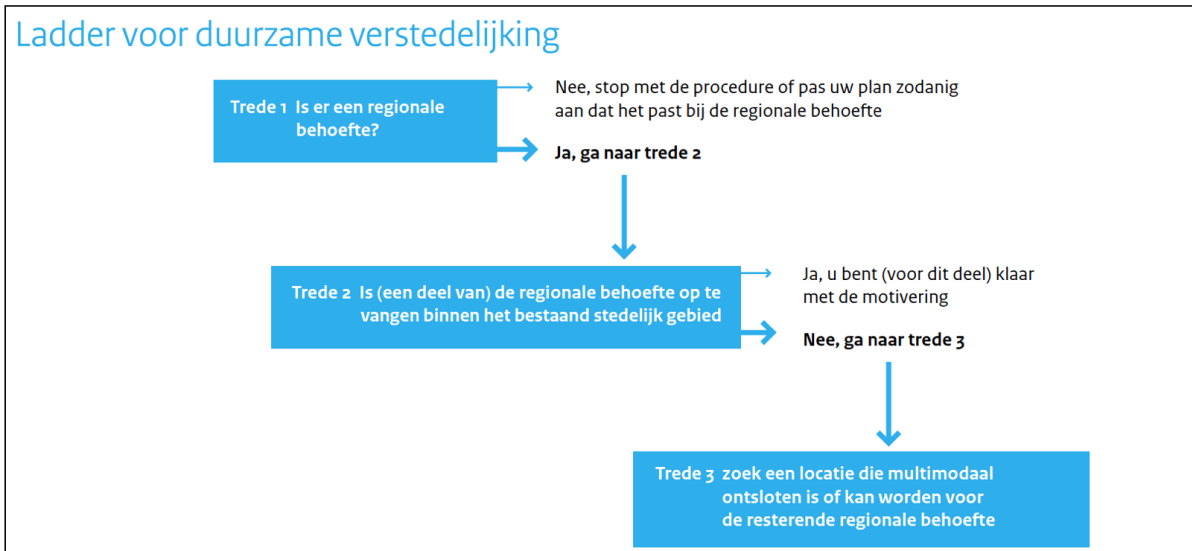 Ladder voor duurzame verstedelijking
Trede 1 Is er een regionale
behoefte?
Nee, stop met de procedure of pas uw plan zodanig
aan dat het past bij de regionale behoefte
Ja, ga naar trede 2
Trede 2 Is (een deel van) de regionale behoefte op te
vangen binnen het bestaand stedelijk gebied
Ja, u bent (voor dit deel) klaar
met de motivering
Nee, ga naar trede 3
Trede 3 zoek een locatie die multimodaal
ontsloten is of kan worden voor
de resterende regionale behoefte